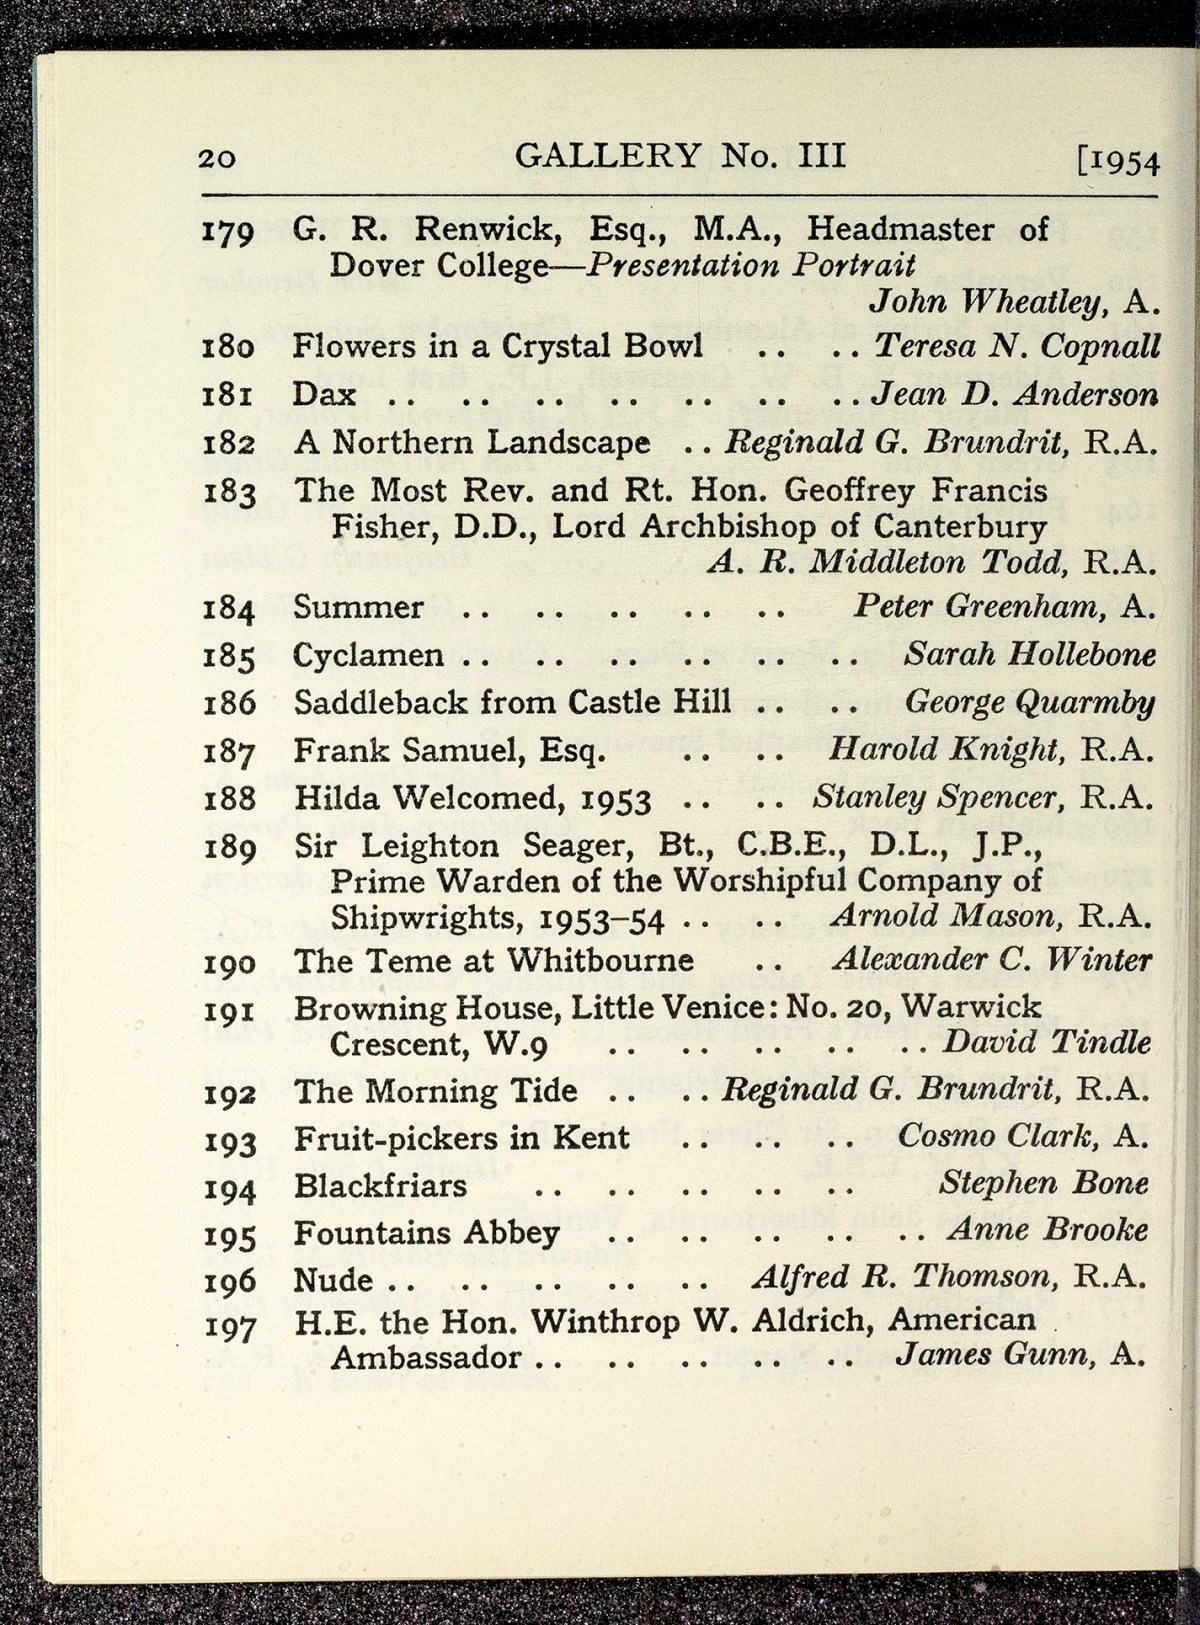 20 GALLERY No. III [1954
179 G. R. Renwick, Esq., M.A., Headmaster of
Dover College—Presentation Portrait
John Wheatley, A.
180 Flowers in a Crystal Bowl .. .. Teresa N. Copnall
181 Dax .. .. .. .. .. .. .. Jean D. Anderson
182 A Northern Landscape .. Reginald G. Brundrit, R.A.
183 The Most Rev. and Rt. Hon. Geoffrey Francis
Fisher, D.D., Lord Archbishop of Canterbury
A. R. Middleton Todd, R.A.
184 Summer .. .. .. .. .. Peter Greenham, A.
185 Cyclamen .. .. .. .. .. .. Sarah Hollebone
186 Saddleback from Castle Hill .. .. George Quarmby
187 Frank Samuel, Esq. .. .. Harold Knight, R.A.
188 Hilda Welcomed, 1953 .. .. Stanley Spencer, R.A.
189 Sir Leighton Seager, Bt., C.B.E., D.L., J.P.,
Prime Warden of the Worshipful Company of
Shipwrights, 1953–54 .. .. Arnold Mason, R.A.
190 The Teme at Whitbourne .. Alexander C. Winter
191 Browning House, Little Venice: No. 20, Warwick
Crescent, W.9 .. .. .. .. .. David Tindle
192 The Morning Tide .. .. Reginald G. Brundrit, R.A.
193 Fruit-pickers in Kent .. .. .. Cosmo Clark, A.
194 Blackfriars .. .. .. .. .. Stephen Bone
195 Fountains Abbey .. .. .. .. .. Anne Brooke
196 Nude .. .. .. .. .. Alfred R. Thomson, R.A.
197 H.E. the Hon. Winthrop W. Aldrich, American
Ambassador .. .. .. .. .. James Gunn, A.